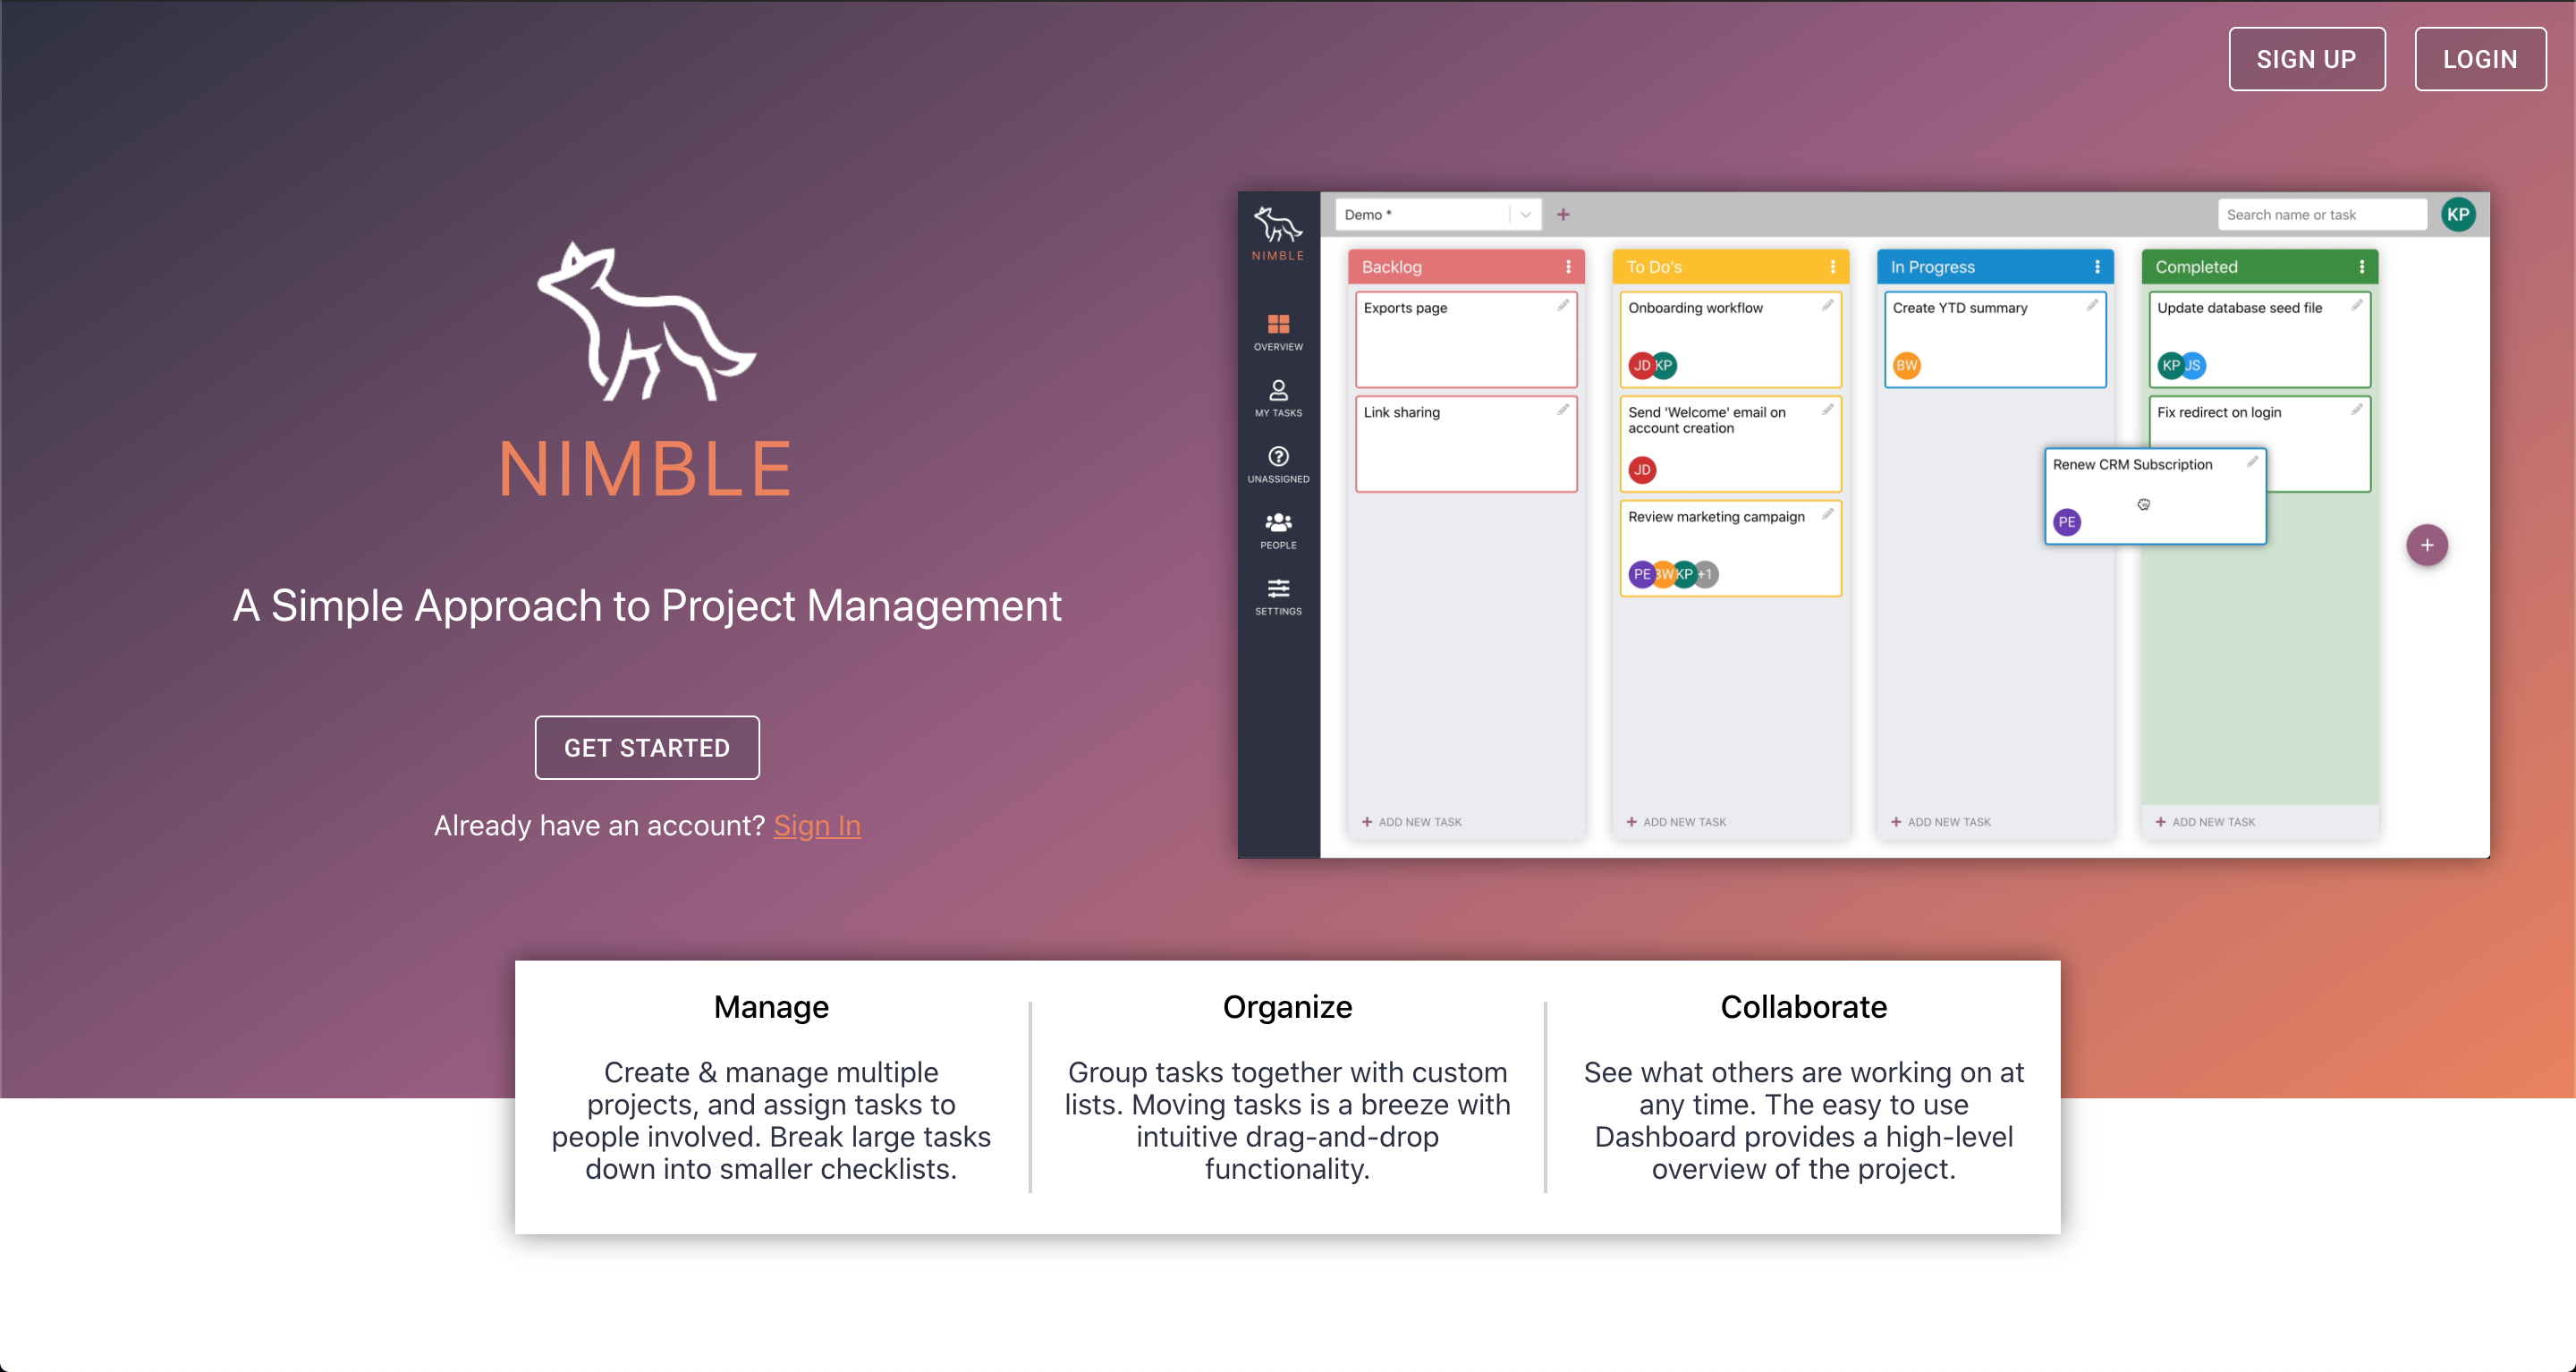 SIGN UP
LOGIN
NIMBLE
A Simple Approach to Project Management
GET STARTED
Already have an account? Sign In
NIMBLE
OVERVIEW
MY TASKS
UNASSIGNED
PEOPLE
SETTINGS
Demo *
+
Search name or task
KP
Backlog
Exports page
Link sharing
+ ADD NEW TASK
To Do's
Onboarding workflow
JD KP
Send 'Welcome' email on
account creation
JD
Review marketing campaign
PE BW KP +1
+ ADD NEW TASK
In Progress
Create YTD summary
BW
+ ADD NEW TASK
Completed
Update database seed file
KP JS
Fix redirect on login
Renew CRM Subscription
PE
+ ADD NEW TASK
+
Manage
Create & manage multiple
projects, and assign tasks to
people involved. Break large tasks
down into smaller checklists.
Organize
Group tasks together with custom
lists. Moving tasks is a breeze with
intuitive drag-and-drop
functionality.
Collaborate
See what others are working on at
any time. The easy to use
Dashboard provides a high-level
overview of the project.